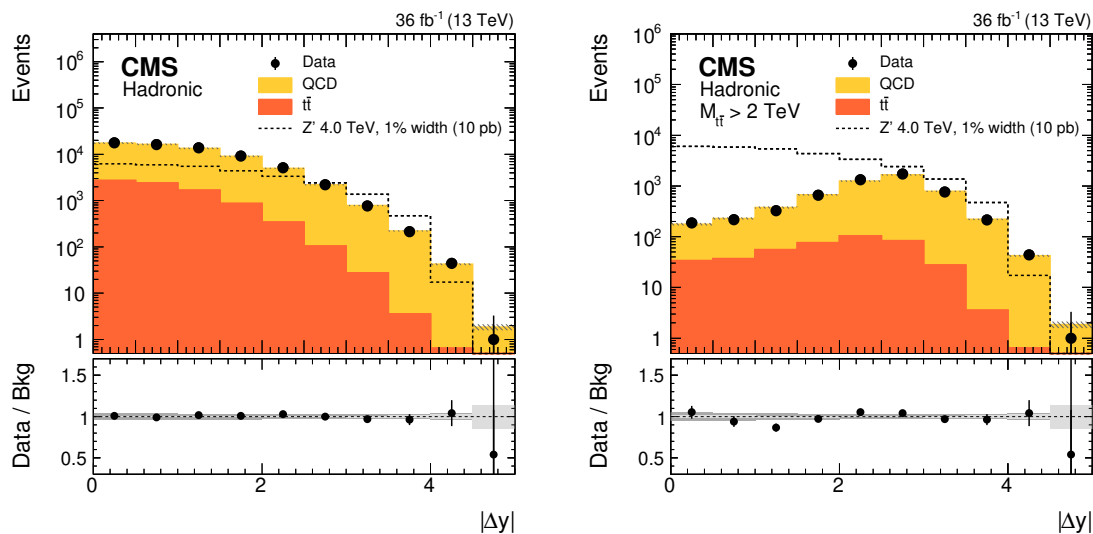 36 fb⁻¹ (13 TeV)
Events
10⁶
10⁵
10⁴
10³
10²
10
1
CMS
Hadronic
Data
QCD
tt̄
Z' 4.0 TeV, 1% width (10 pb)
Data / Bkg
1.5
1
0.5
0
2
4
|Δy|
36 fb⁻¹ (13 TeV)
Events
10⁶
10⁵
10⁴
10³
10²
10
1
CMS
Hadronic
M_tt̄ > 2 TeV
Data
QCD
tt̄
Z' 4.0 TeV, 1% width (10 pb)
Data / Bkg
1.5
1
0.5
0
2
4
|Δy|